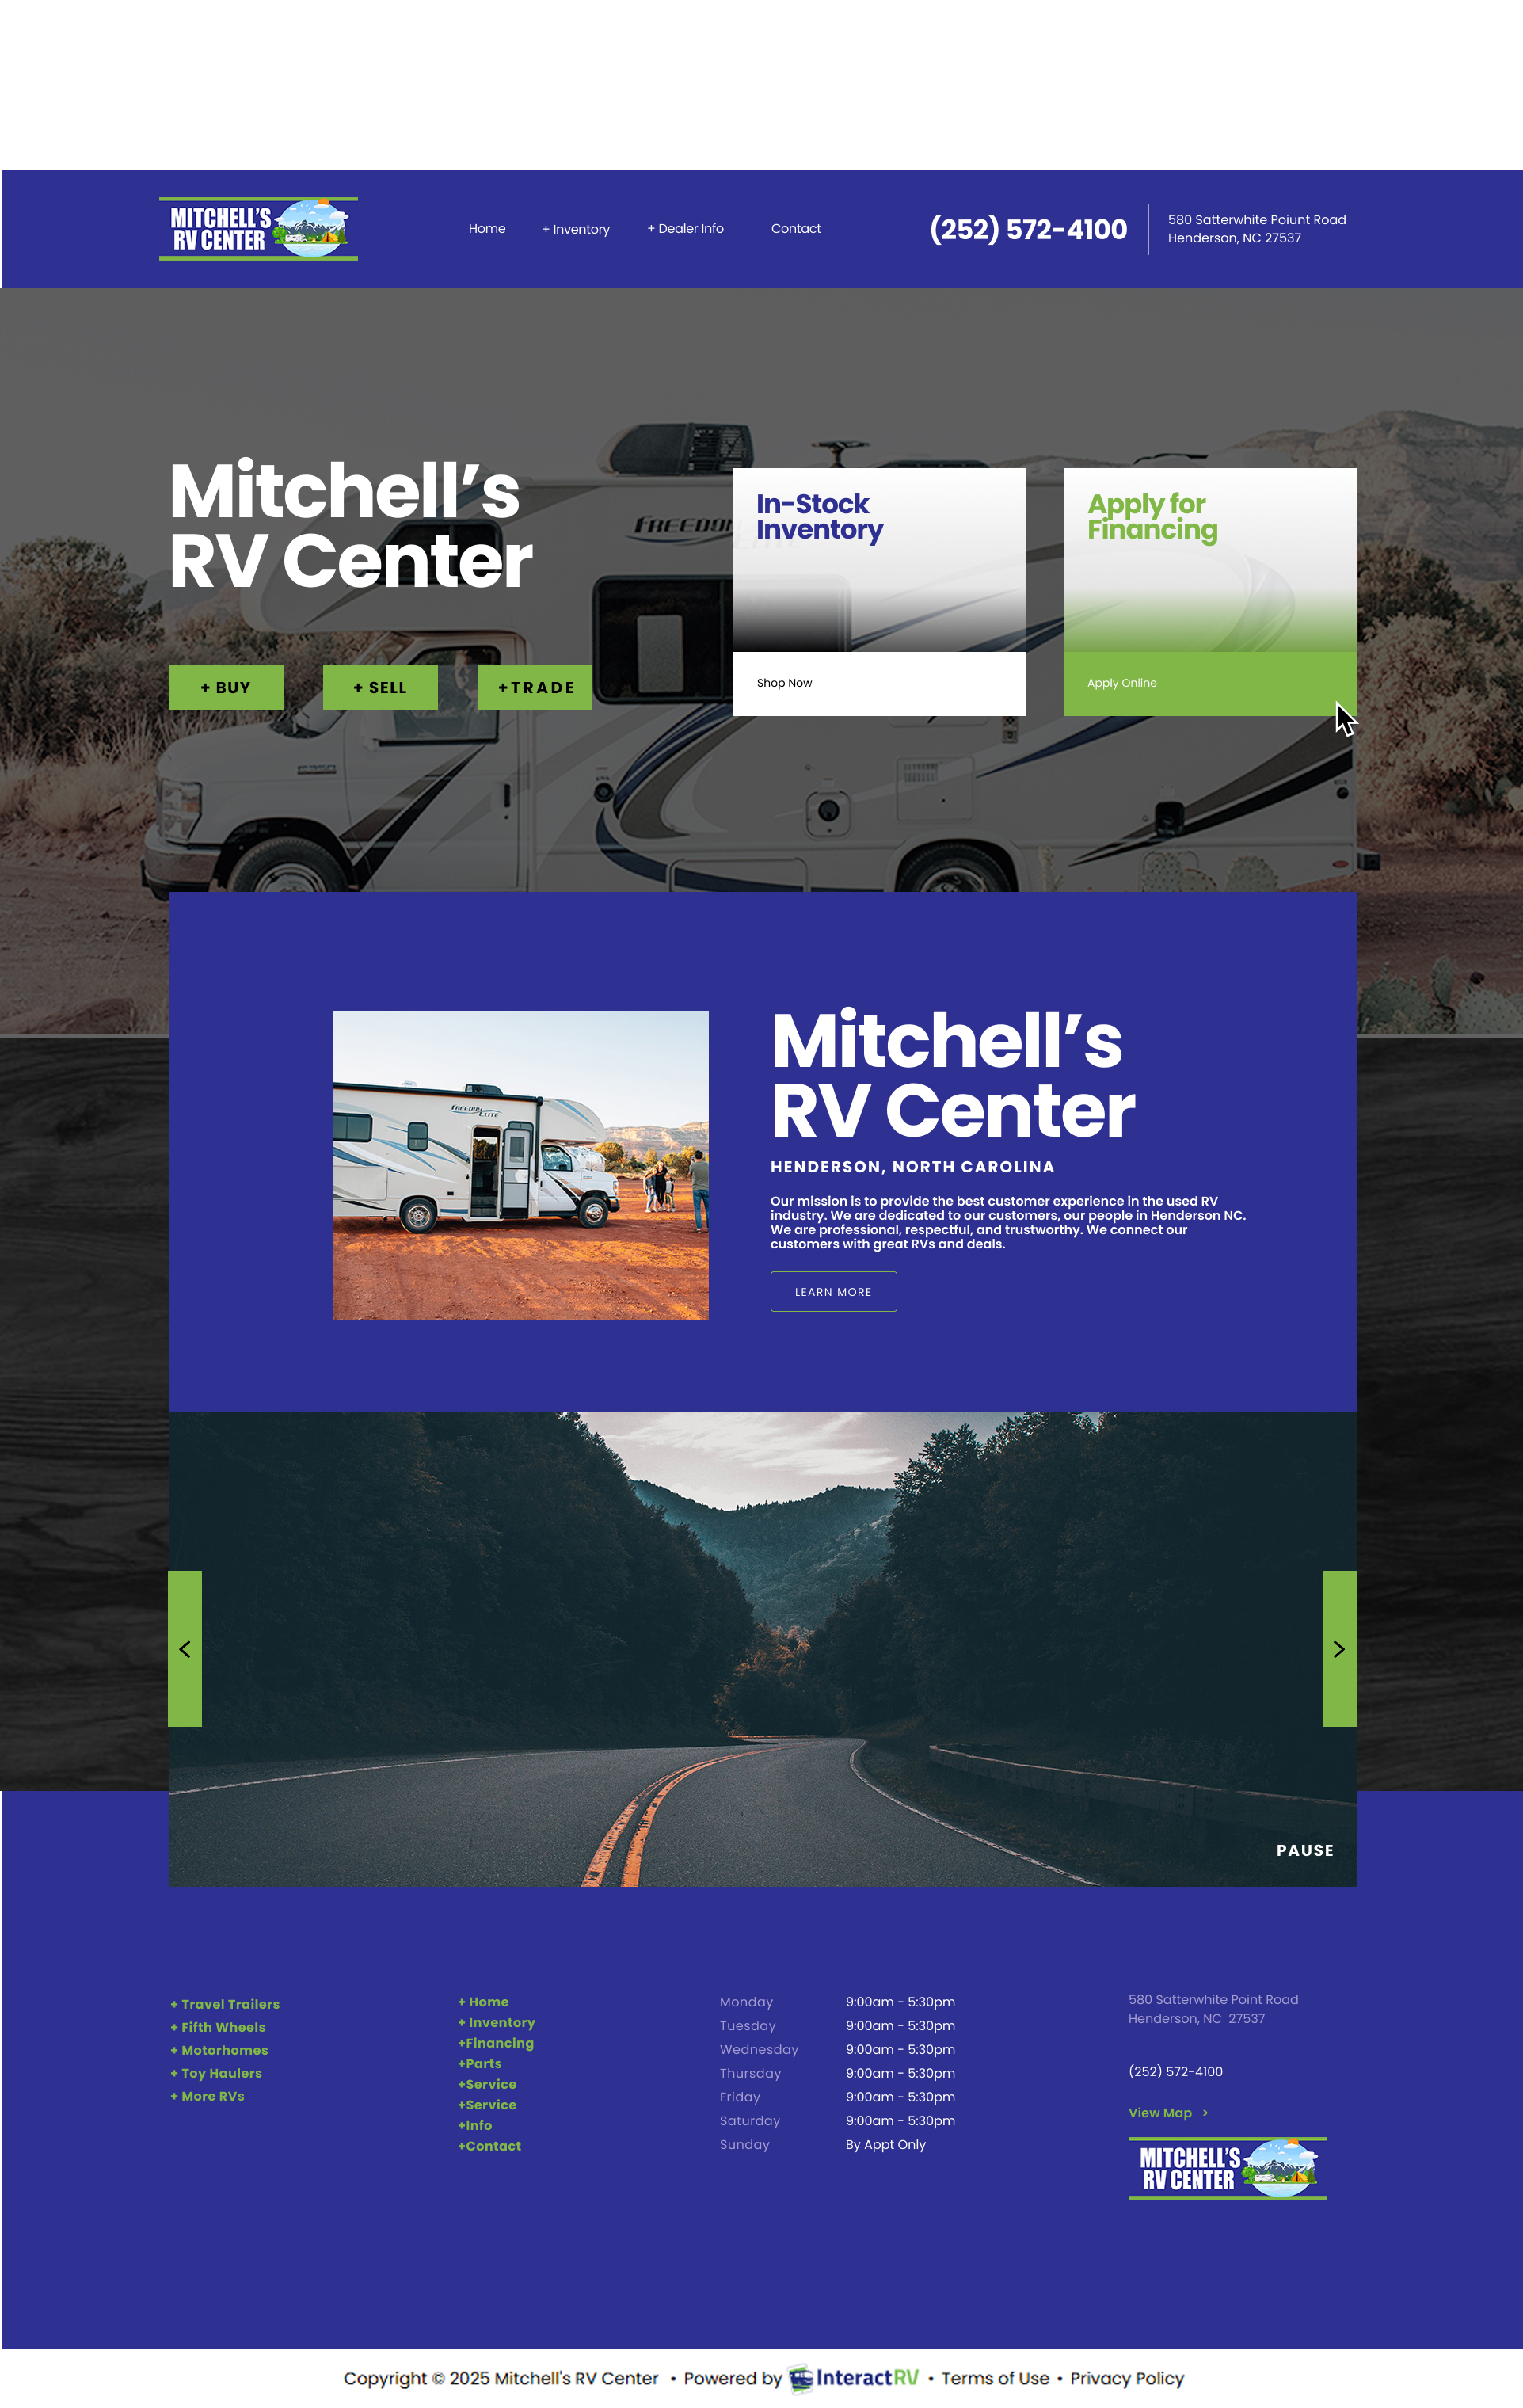 MITCHELL'S
RV CENTER
Home
+ Inventory
+ Dealer Info
Contact
(252) 572-4100
580 Satterwhite Poiunt Road
Henderson, NC 27537
Mitchell’s
RV Center
FREEDOM
In-Stock
Inventory
Apply for
Financing
+ BUY
+ SELL
+TRADE
Shop Now
Apply Online
FREEDOM
ELITE
Mitchell’s
RV Center
HENDERSON, NORTH CAROLINA
Our mission is to provide the best customer experience in the used RV
industry. We are dedicated to our customers, our people in Henderson NC.
We are professional, respectful, and trustworthy. We connect our
customers with great RVs and deals.
LEARN MORE
<
>
PAUSE
+ Travel Trailers
+ Fifth Wheels
+ Motorhomes
+ Toy Haulers
+ More RVs
+ Home
+ Inventory
+Financing
+Parts
+Service
+Service
+Info
+Contact
Monday 9:00am - 5:30pm
Tuesday 9:00am - 5:30pm
Wednesday 9:00am - 5:30pm
Thursday 9:00am - 5:30pm
Friday 9:00am - 5:30pm
Saturday 9:00am - 5:30pm
Sunday By Appt Only
580 Satterwhite Point Road
Henderson, NC 27537
(252) 572-4100
View Map >
MITCHELL'S
RV CENTER
Copyright © 2025 Mitchell's RV Center • Powered by InteractRV • Terms of Use • Privacy Policy